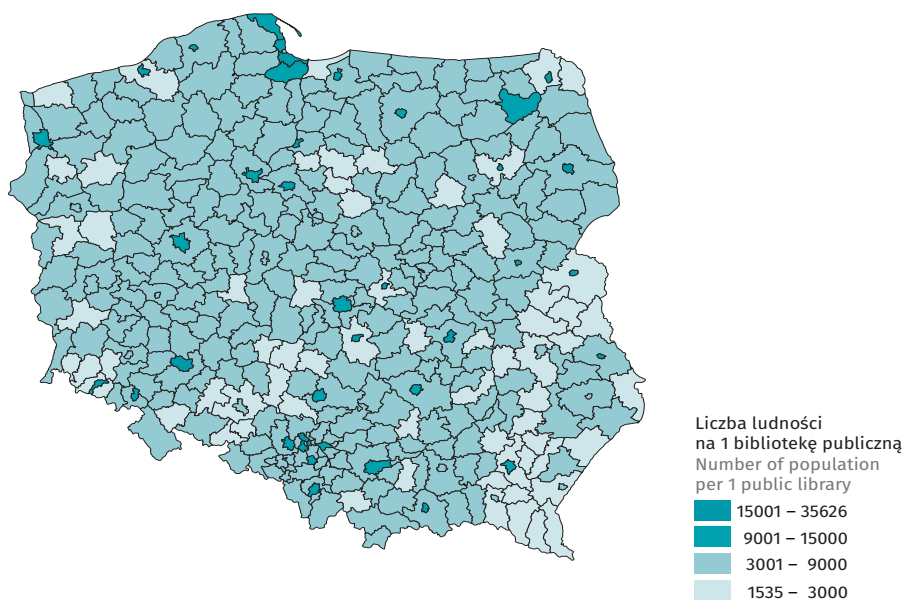 Liczba ludności
na 1 bibliotekę publiczną
Number of population
per 1 public library
15001 – 35626
9001 – 15000
3001 – 9000
1535 – 3000